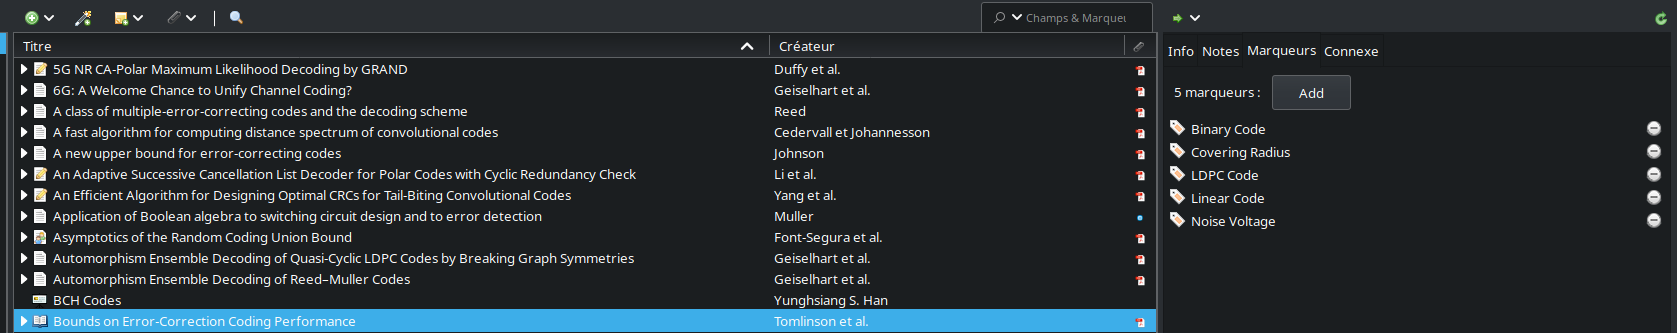 Champs & Marque
Titre Créateur
5G NR CA-Polar Maximum Likelihood Decoding by GRAND Duffy et al.
6G: A Welcome Chance to Unify Channel Coding? Geiselhart et al.
A class of multiple-error-correcting codes and the decoding scheme Reed
A fast algorithm for computing distance spectrum of convolutional codes Cedervall et Johannesson
A new upper bound for error-correcting codes Johnson
An Adaptive Successive Cancellation List Decoder for Polar Codes with Cyclic Redundancy Check Li et al.
An Efficient Algorithm for Designing Optimal CRCs for Tail-Biting Convolutional Codes Yang et al.
Application of Boolean algebra to switching circuit design and to error detection Muller
Asymptotics of the Random Coding Union Bound Font-Segura et al.
Automorphism Ensemble Decoding of Quasi-Cyclic LDPC Codes by Breaking Graph Symmetries Geiselhart et al.
Automorphism Ensemble Decoding of Reed–Muller Codes Geiselhart et al.
BCH Codes Yunghsiang S. Han
Bounds on Error-Correction Coding Performance Tomlinson et al.
Info Notes Marqueurs Connexe
5 marqueurs : Add
Binary Code
Covering Radius
LDPC Code
Linear Code
Noise Voltage